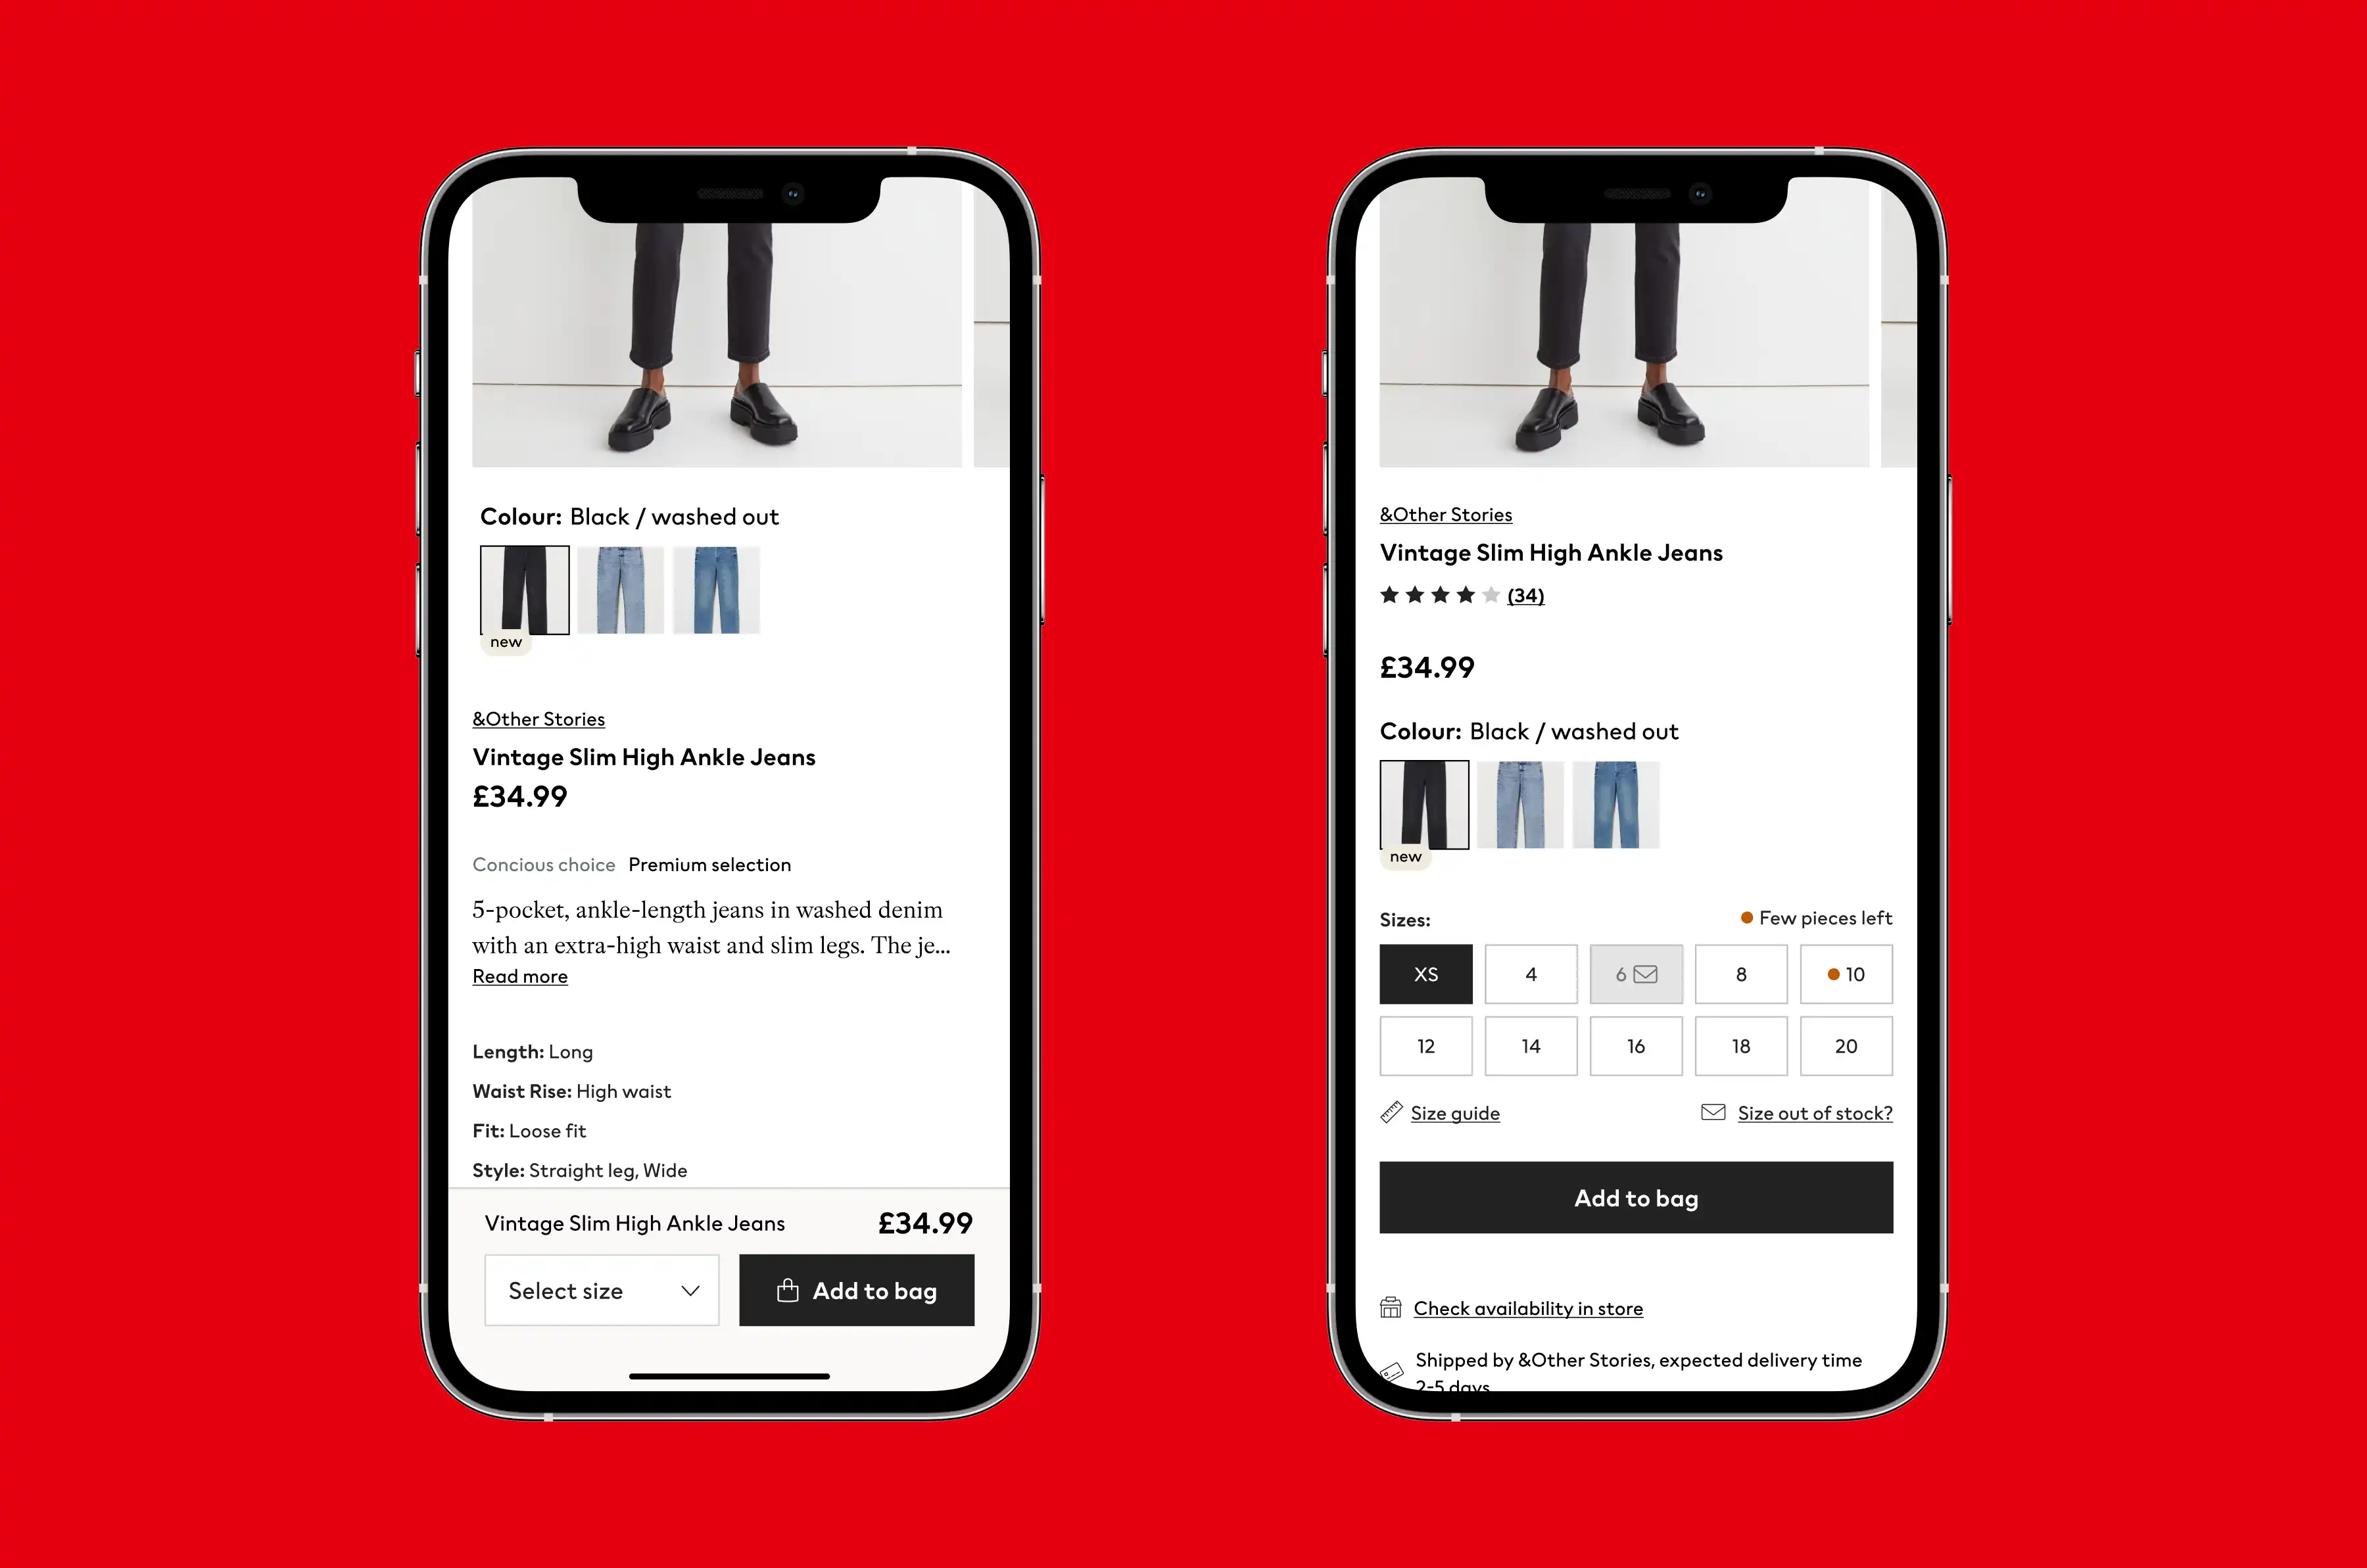 Colour: Black / washed out
new
&Other Stories
Vintage Slim High Ankle Jeans
£34.99
Concious choice Premium selection
5-pocket, ankle-length jeans in washed denim
with an extra-high waist and slim legs. The je...
Read more
Length: Long
Waist Rise: High waist
Fit: Loose fit
Style: Straight leg, Wide
Vintage Slim High Ankle Jeans £34.99
Select size Add to bag
&Other Stories
Vintage Slim High Ankle Jeans
(34)
£34.99
Colour: Black / washed out
new
Sizes: Few pieces left
XS 4 6 8 10
12 14 16 18 20
Size guide Size out of stock?
Add to bag
Check availability in store
Shipped by &Other Stories, expected delivery time
2-5 days